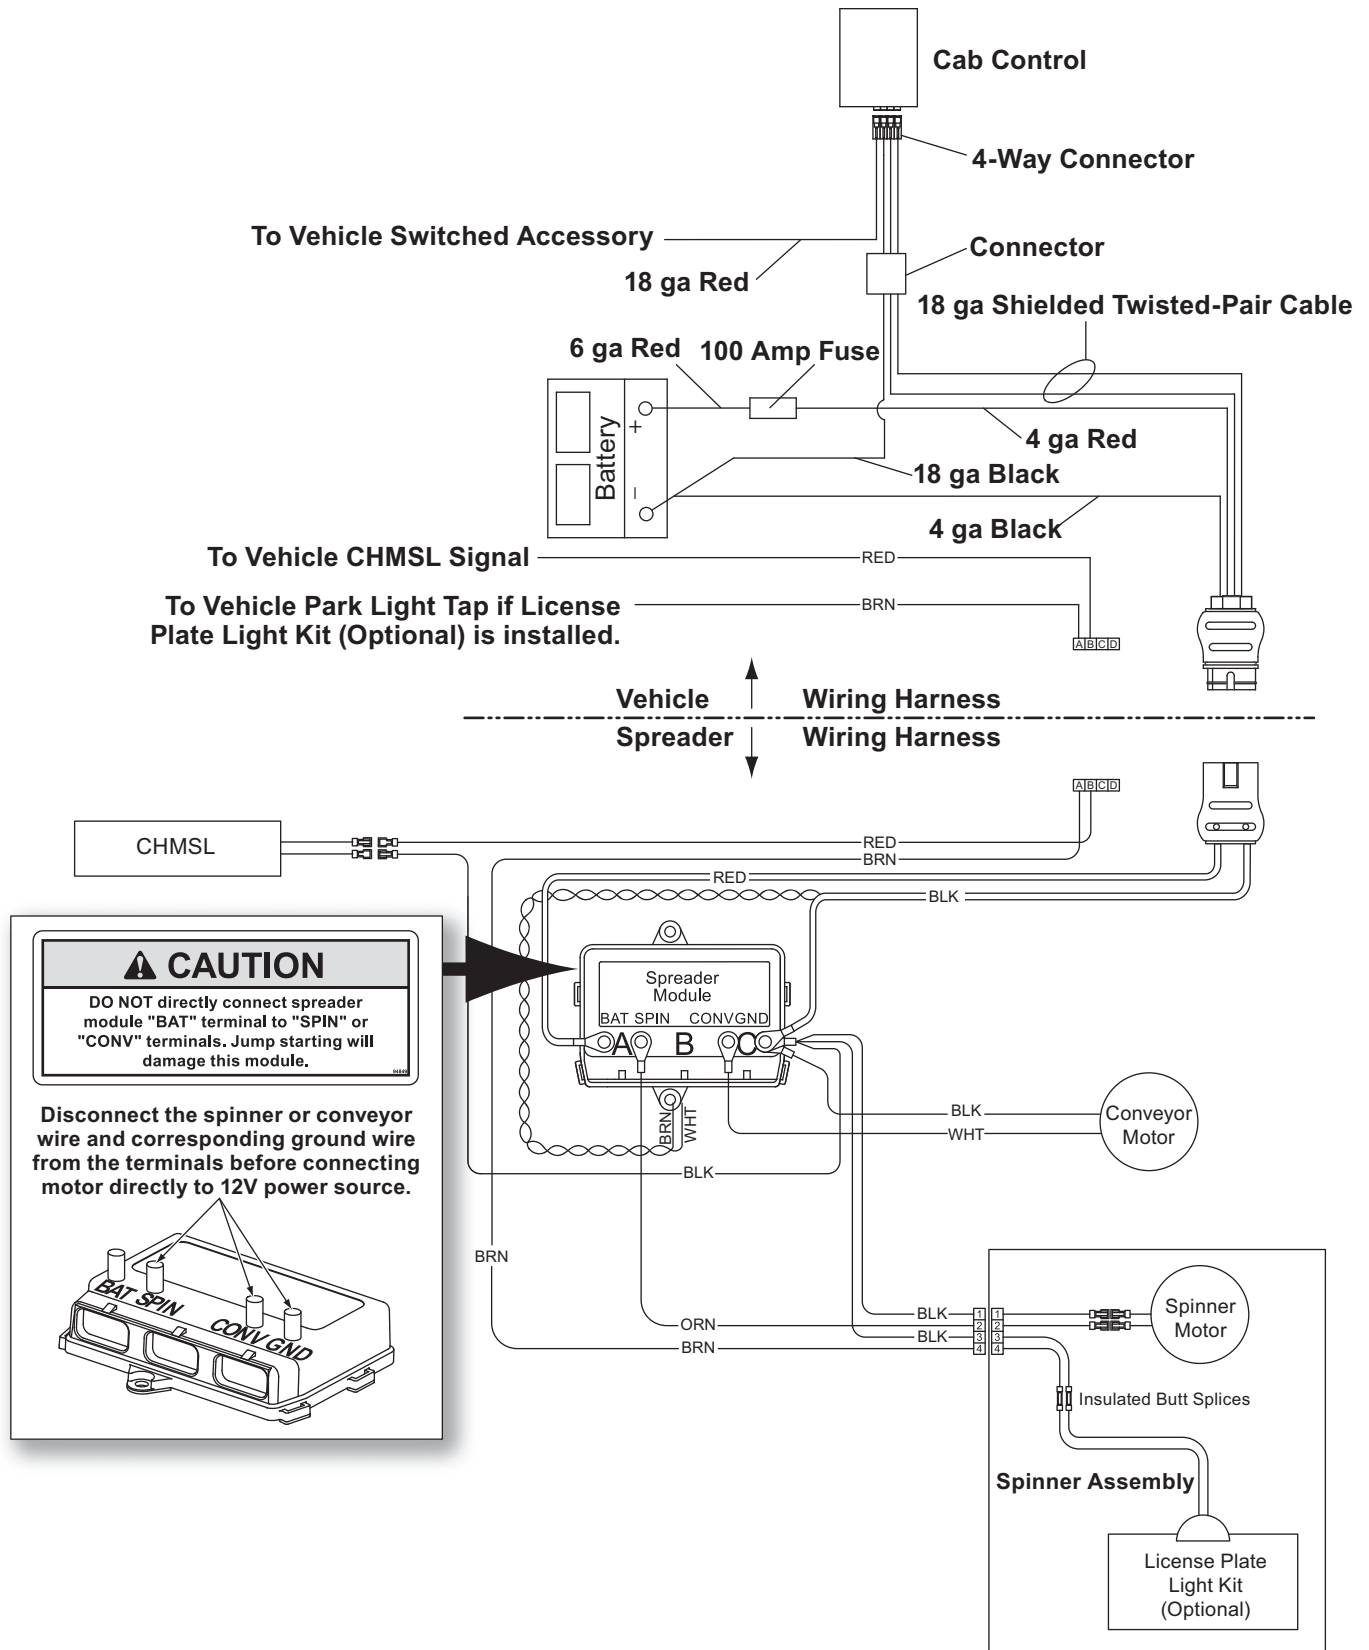 Cab Control
4-Way Connector
To Vehicle Switched Accessory
Connector
18 ga Red
18 ga Shielded Twisted-Pair Cable
6 ga Red
100 Amp Fuse
Battery
+
–
4 ga Red
18 ga Black
4 ga Black
To Vehicle CHMSL Signal
RED
To Vehicle Park Light Tap if License
Plate Light Kit (Optional) is installed.
BRN
A B C D
Vehicle
Wiring Harness
Spreader
Wiring Harness
A B C D
CHMSL
RED
BRN
RED
BLK
CAUTION
DO NOT directly connect spreader
module "BAT" terminal to "SPIN" or
"CONV" terminals. Jump starting will
damage this module.
Disconnect the spinner or conveyor
wire and corresponding ground wire
from the terminals before connecting
motor directly to 12V power source.
BAT SPIN
CONV GND
Spreader
Module
BAT SPIN CONV GND
A B C
BRN
WHT
BLK
WHT
Conveyor
Motor
BLK
BRN
BLK
ORN
BLK
BRN
1 1
2 2
3 3
4 4
Spinner
Motor
Insulated Butt Splices
Spinner Assembly
License Plate
Light Kit
(Optional)